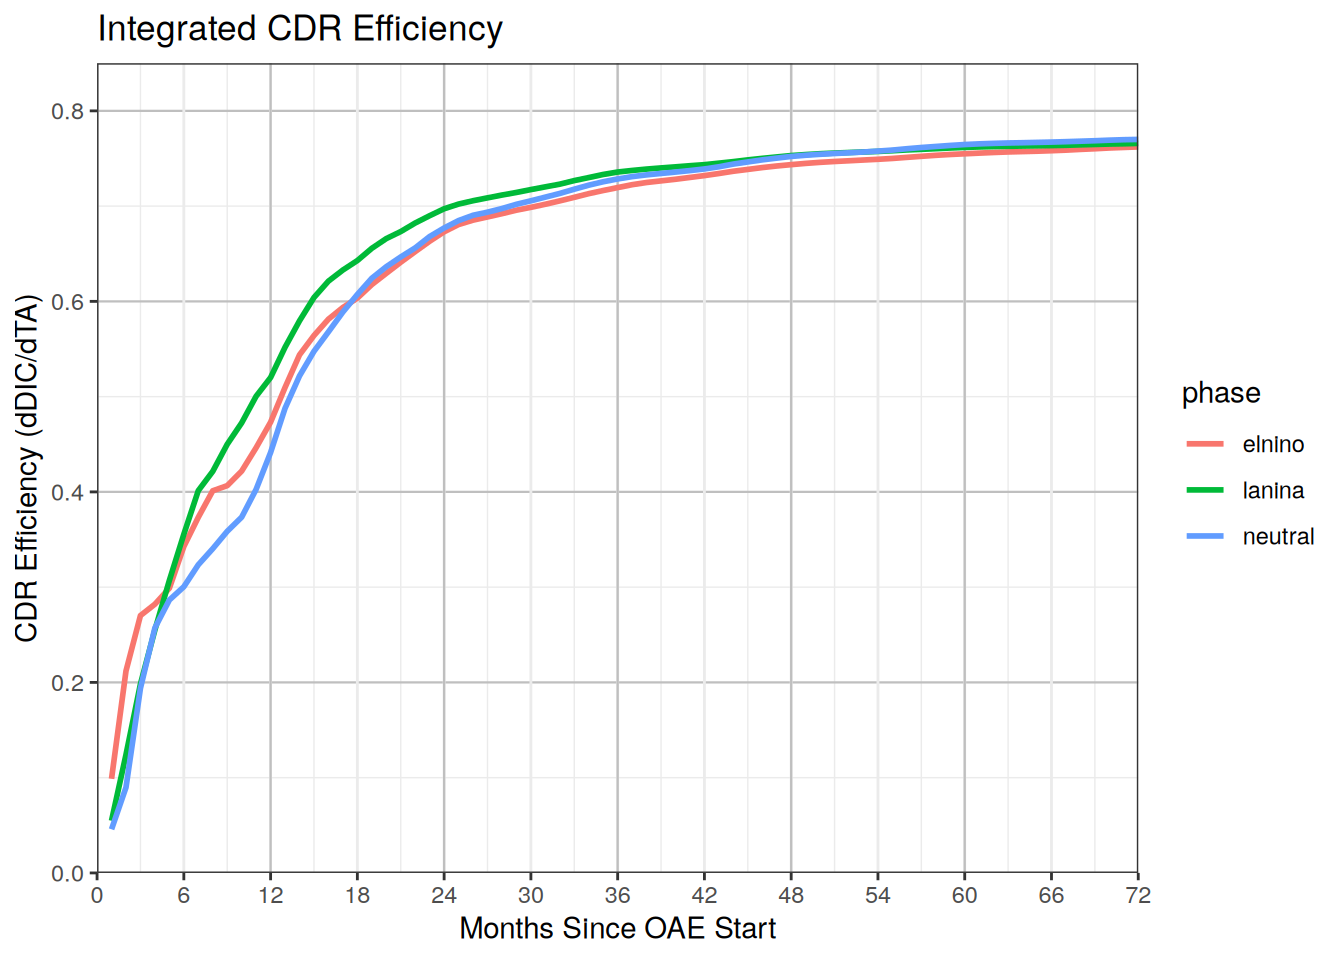 Integrated CDR Efficiency
CDR Efficiency (dDIC/dTA)
0.8
0.6
0.4
0.2
0.0
0 6 12 18 24 30 36 42 48 54 60 66 72
Months Since OAE Start
phase
elnino
lanina
neutral